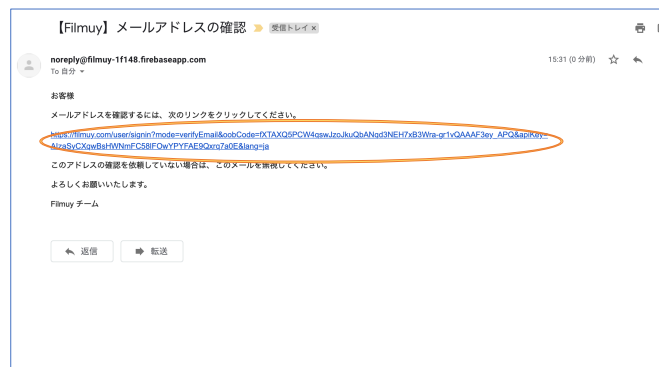 【Filmuy】メールアドレスの確認 受信トレイ ×
noreply@filmuy-1f148.firebaseapp.com 15:31 (0 分前)
To 自分
お客様
メールアドレスを確認するには、次のリンクをクリックしてください。
https://filmuy.com/user/signin?mode=verifyEmail&oobCode=fXTAXQ5PCW4qswJzoJkuQbANqd3NEH7xB3Wra-gr1vQAAAF3ey_APQ&apiKey=
AIzaSyCXqwBsHWNmFC58lFOwYPYFAE9Qxrq7a0E&lang=ja
このアドレスの確認を依頼していない場合は、このメールを無視してください。
よろしくお願いいたします。
Filmuy チーム
返信 転送